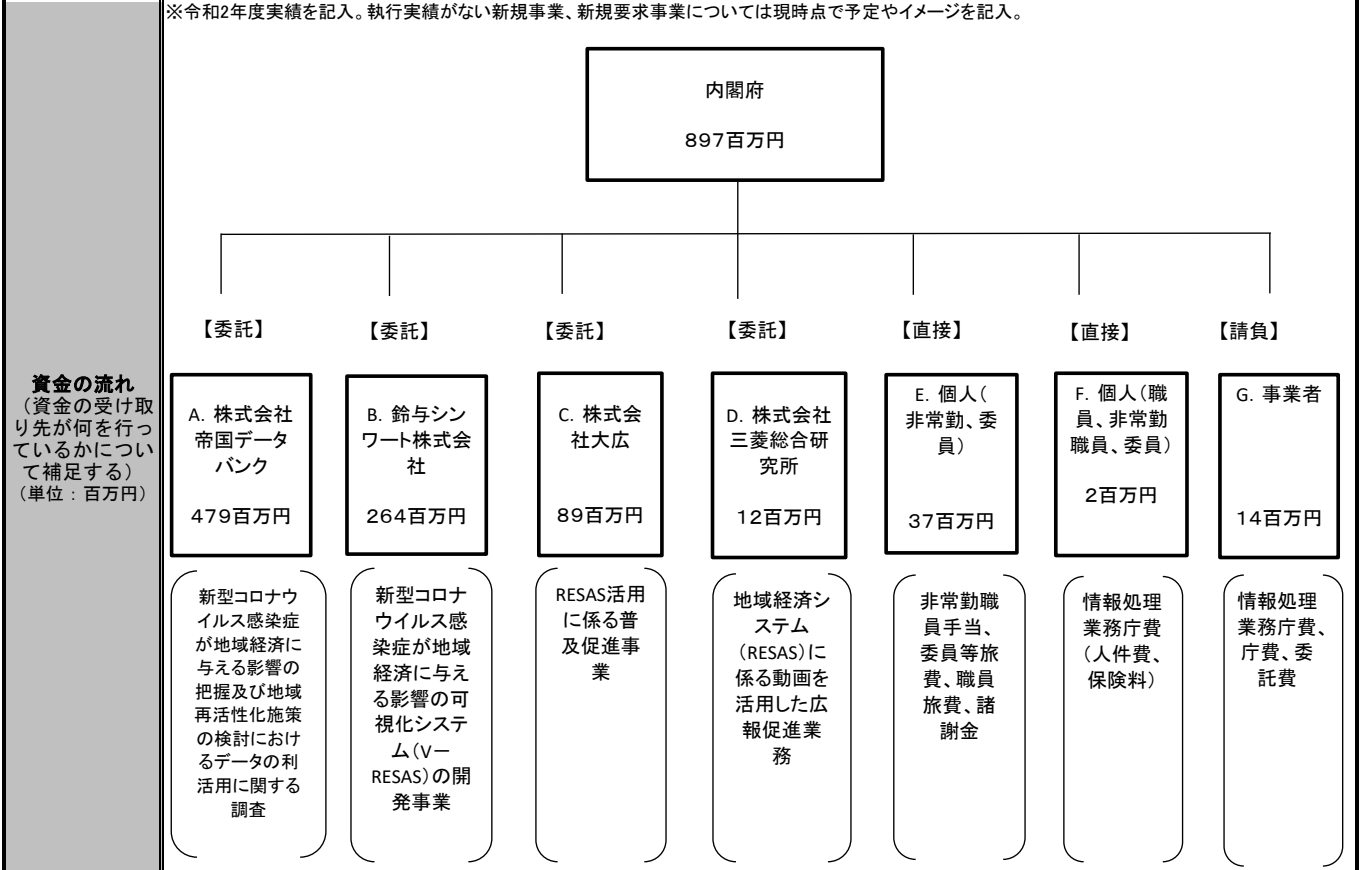 ※令和2年度実績を記入。執行実績がない新規事業、新規要求事業については現時点で予定やイメージを記入。
資金の流れ
（資金の受け取
り先が何を行っ
ているかについ
て補足する）
（単位：百万円）
内閣府
897百万円
【委託】
A. 株式会社
帝国データ
バンク
479百万円
新型コロナウ
イルス感染症
が地域経済に
与える影響の
把握及び地域
再活性化施策
の検討におけ
るデータの利
活用に関する
調査
【委託】
B. 鈴与シン
ワート株式会
社
264百万円
新型コロナ
ウイルス感
染症が地域
経済に与え
る影響の可
視化システ
ム（V－
RESAS）の開
発事業
【委託】
C. 株式会
社大広
89百万円
RESAS活用
に係る普
及促進事
業
【委託】
D. 株式会社
三菱総合研
究所
12百万円
地域経済シ
ステム
（RESAS）に
係る動画を
活用した広
報促進業
務
【直接】
E. 個人（
非常勤、委
員）
37百万円
非常勤職
員手当、
委員等旅
費、職員
旅費、諸
謝金
【直接】
F. 個人（職
員、非常勤
職員、委員）
2百万円
情報処理
業務庁費
（人件費、
保険料）
【請負】
G. 事業者
14百万円
情報処理
業務庁費、
庁費、委
託費